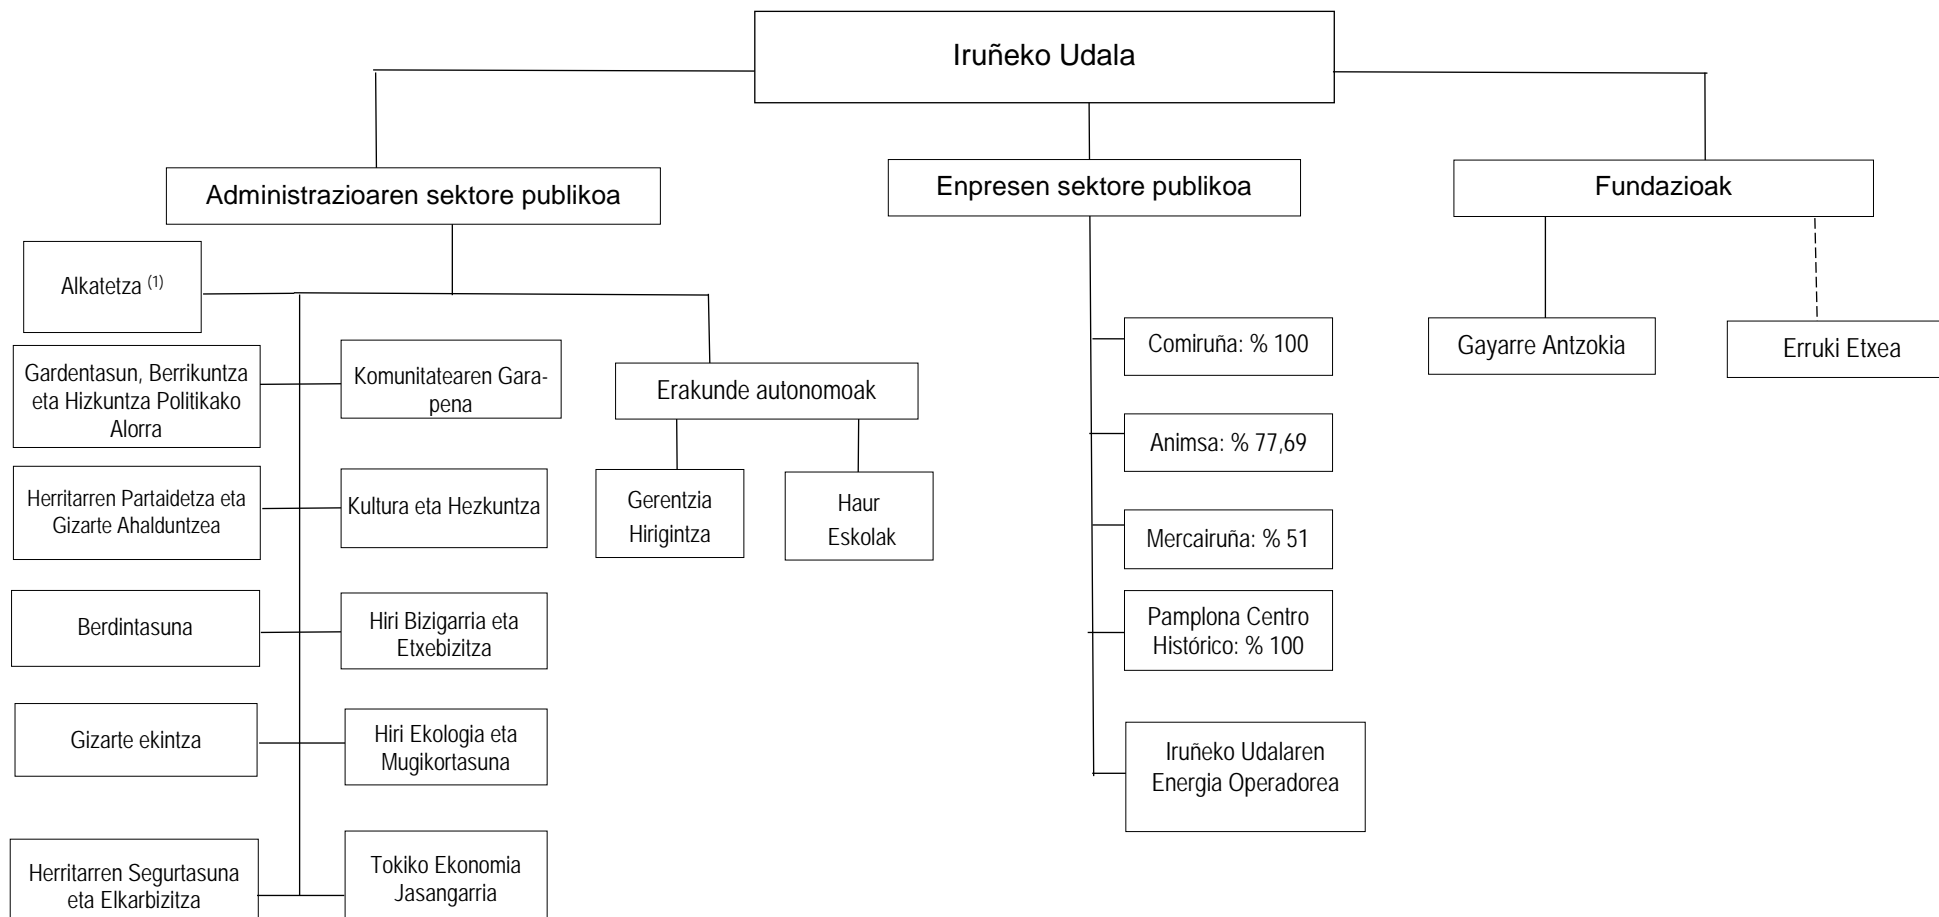 Iruñeko Udala
Administrazioaren sektore publikoa
Enpresen sektore publikoa
Fundazioak
Alkatetza (1)
Gardentasun, Berrikuntza
eta Hizkuntza Politikako
Alorra
Komunitatearen Gara-
pena
Herritarren Partaidetza eta
Gizarte Ahalduntzea
Kultura eta Hezkuntza
Berdintasuna
Hiri Bizigarria eta
Etxebizitza
Gizarte ekintza
Hiri Ekologia eta
Mugikortasuna
Herritarren Segurtasuna
eta Elkarbizitza
Tokiko Ekonomia
Jasangarria
Erakunde autonomoak
Gerentzia
Hirigintza
Haur
Eskolak
Comiruña: % 100
Animsa: % 77,69
Mercairuña: % 51
Pamplona Centro
Histórico: % 100
Iruñeko Udalaren
Energia Operadorea
Gayarre Antzokia
Erruki Etxea